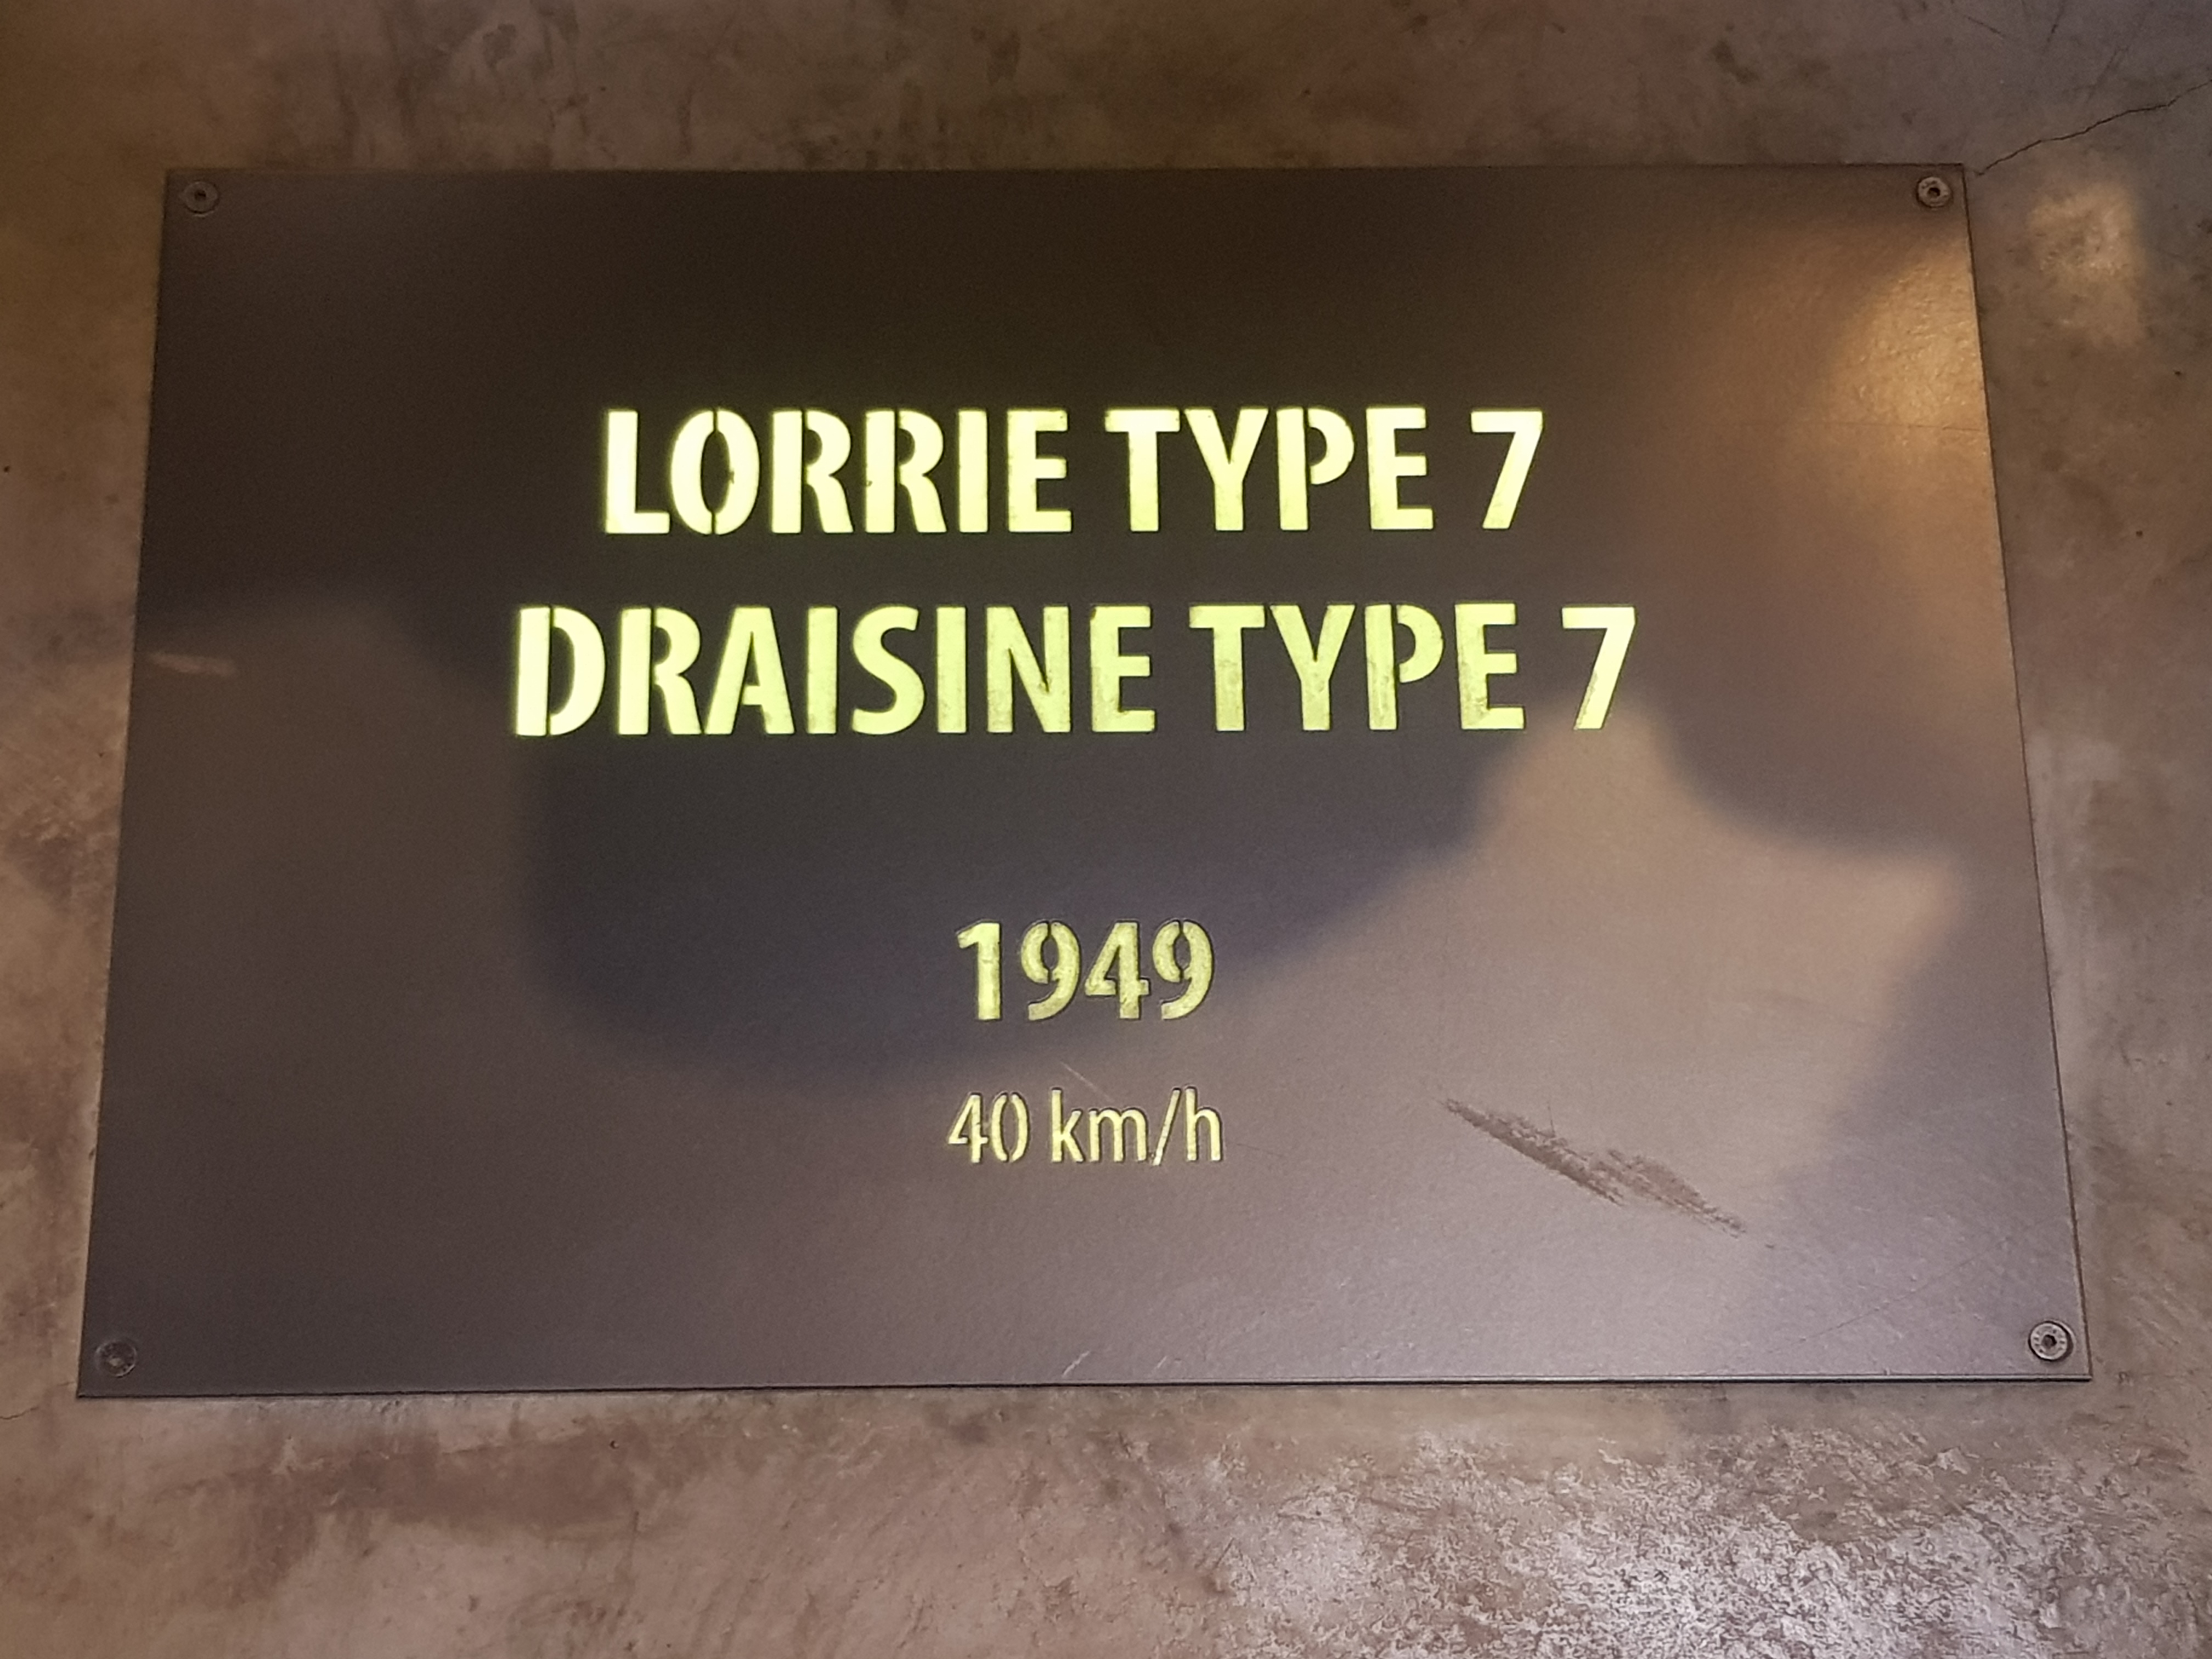 LORRIE TYPE 7
DRAISINE TYPE 7
1949
40 km/h